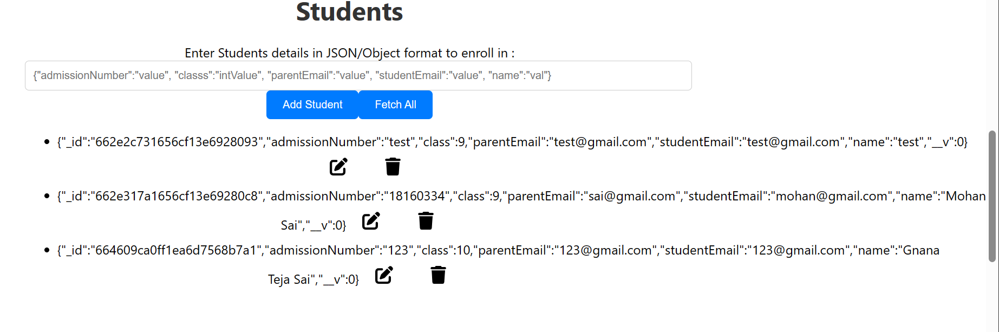 Students
Enter Students details in JSON/Object format to enroll in :
{"admissionNumber":"value", "classs":"intValue", "parentEmail":"value", "studentEmail":"value", "name":"val"}
Add Student Fetch All
{"_id":"662e2c731656cf13e6928093","admissionNumber":"test","class":9,"parentEmail":"test@gmail.com","studentEmail":"test@gmail.com","name":"test","__v":0}
{"_id":"662e317a1656cf13e69280c8","admissionNumber":"18160334","class":9,"parentEmail":"sai@gmail.com","studentEmail":"mohan@gmail.com","name":"Mohan
Sai","__v":0}
{"_id":"664609ca0ff1ea6d7568b7a1","admissionNumber":"123","class":10,"parentEmail":"123@gmail.com","studentEmail":"123@gmail.com","name":"Gnana
Teja Sai","__v":0}